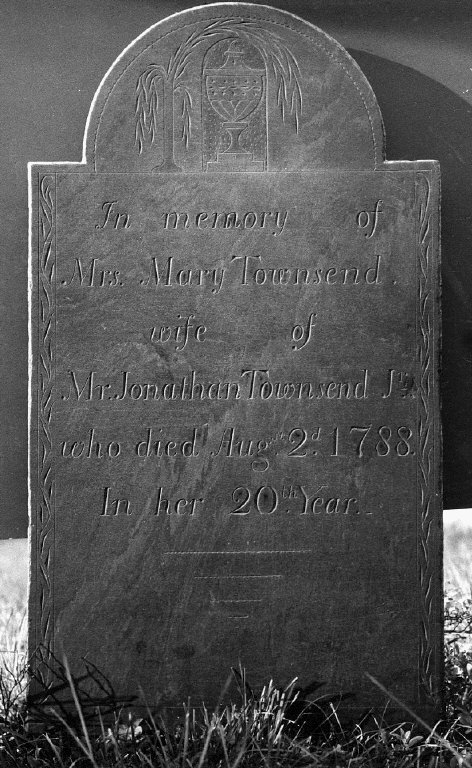 In memory of
Mrs. Mary Townsend.
wife of
Mr. Jonathan Townsend Jr.
who died Augst 2d. 1788.
In her 20th Year.